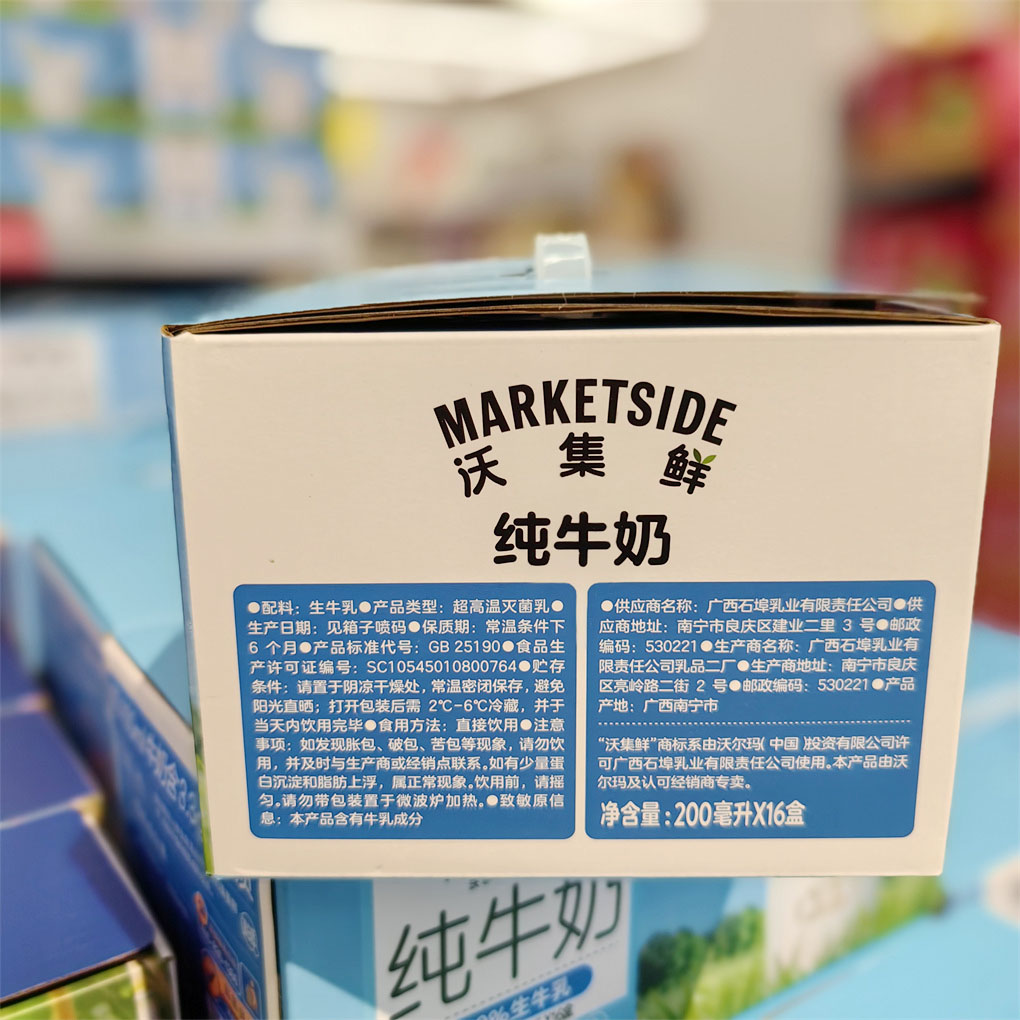 MARKETSIDE
沃集鲜
纯牛奶
●配料：生牛乳●产品类型：超高温灭菌乳●
生产日期：见箱子喷码●保质期：常温条件下
6 个月●产品标准代号：GB 25190●食品生
产许可证编号：SC10545010800764●贮存
条件：请置于阴凉干燥处，常温密闭保存，避免
阳光直晒；打开包装后需 2℃-6℃冷藏，并于
当天内饮用完毕●食用方法：直接饮用●注意
事项：如发现胀包、破包、苦包等现象，请勿饮
用，并及时与生产商或经销点联系。如有少量蛋
白沉淀和脂肪上浮，属正常现象。饮用前，请摇
匀。请勿带包装置于微波炉加热。●致敏原信
息：本产品含有牛乳成分
●供应商名称：广西石埠乳业有限责任公司●供
应商地址：南宁市良庆区建业二里 3 号●邮政
编码：530221●生产商名称：广西石埠乳业有
限责任公司乳品二厂●生产商地址：南宁市良庆
区亮岭路二街 2 号●邮政编码：530221●产品
产地：广西南宁市
“沃集鲜”商标系由沃尔玛(中国)投资有限公司许
可广西石埠乳业有限责任公司使用。本产品由沃
尔玛及认可经销商专卖。
净含量：200毫升X16盒
纯牛奶
生牛乳